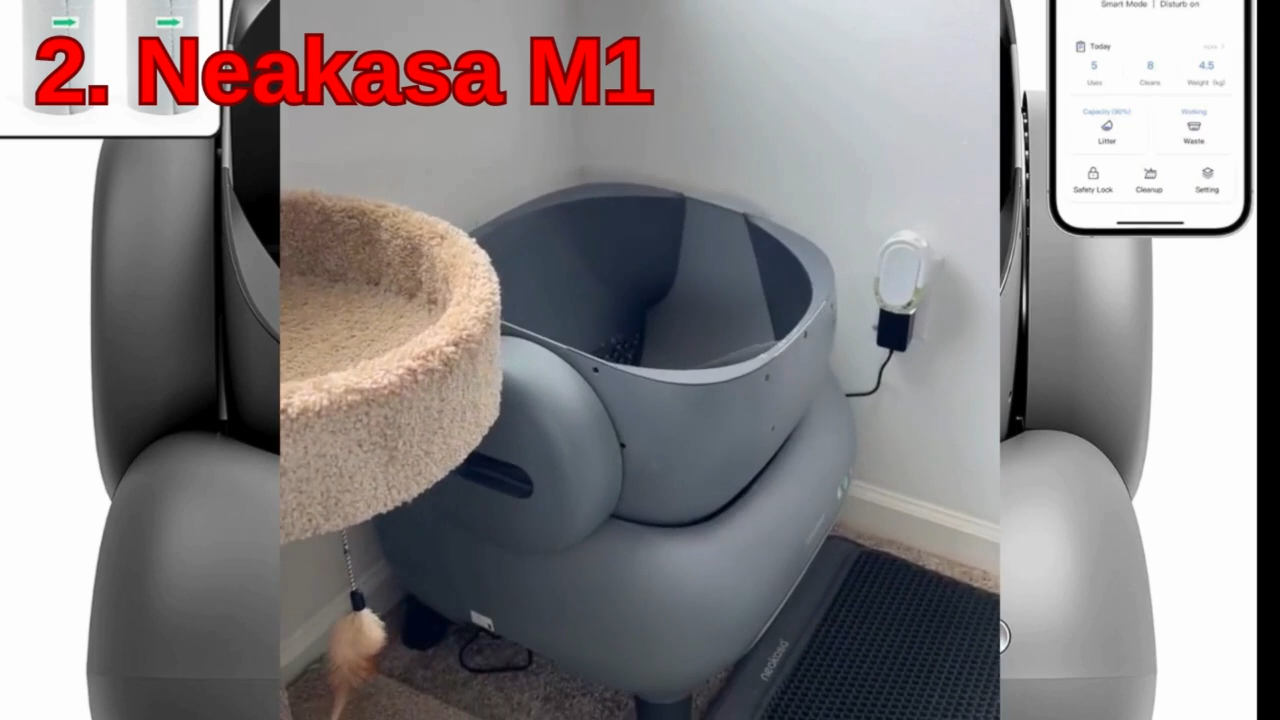 Smart Mode | Disturb on
2. Neakasa M1
Today
5 8 4.5
Uses Cleans Weight (kg)
Capacity (90%) Working
Litter Waste
Safety Lock Cleanup Setting
neakasa